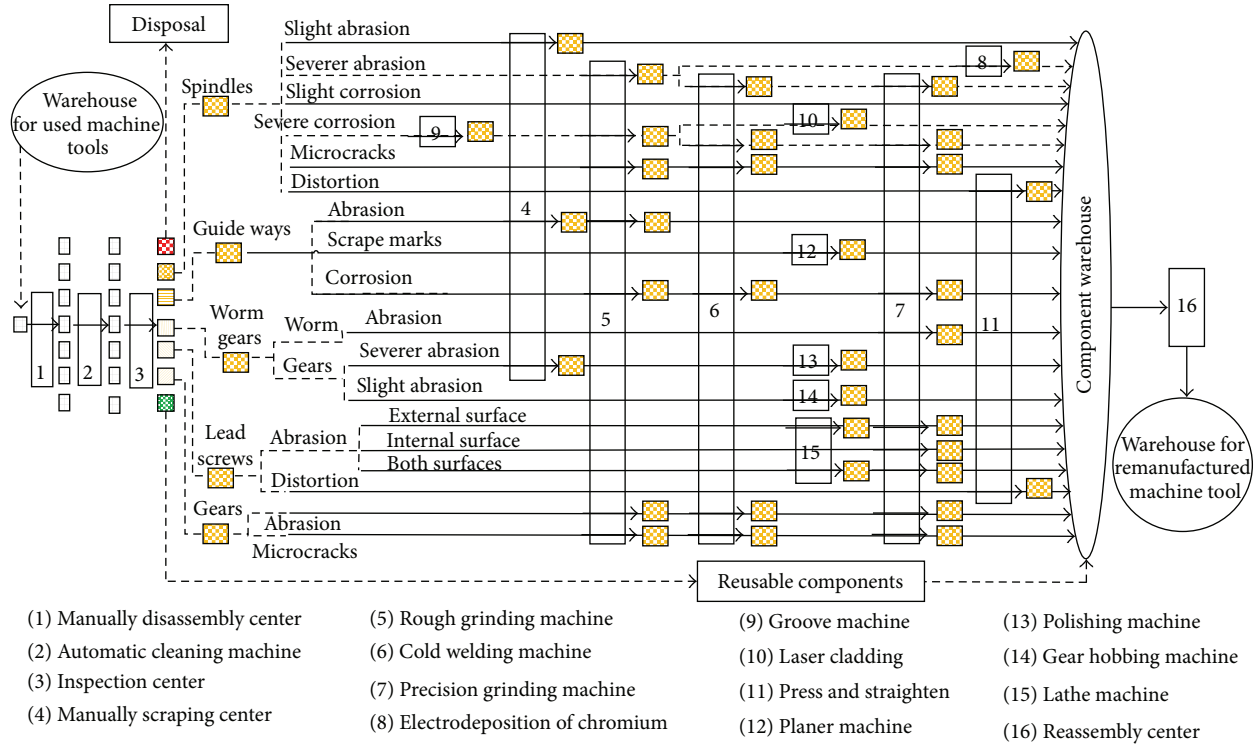 Disposal
Warehouse
for used machine
tools
Spindles
Slight abrasion
Severer abrasion
Slight corrosion
Severe corrosion
Microcracks
Distortion
8
9
10
Guide ways
Abrasion
Scrape marks
Corrosion
4
12
5
6
7
11
1
2
3
Worm
gears
Worm
Abrasion
Gears
Severer abrasion
Slight abrasion
13
14
Lead
screws
Abrasion
External surface
Internal surface
Both surfaces
15
Distortion
Gears
Abrasion
Microcracks
Component warehouse
16
Warehouse for
remanufactured
machine tool
Reusable components
(1) Manually disassembly center
(2) Automatic cleaning machine
(3) Inspection center
(4) Manually scraping center
(5) Rough grinding machine
(6) Cold welding machine
(7) Precision grinding machine
(8) Electrodeposition of chromium
(9) Groove machine
(10) Laser cladding
(11) Press and straighten
(12) Planer machine
(13) Polishing machine
(14) Gear hobbing machine
(15) Lathe machine
(16) Reassembly center